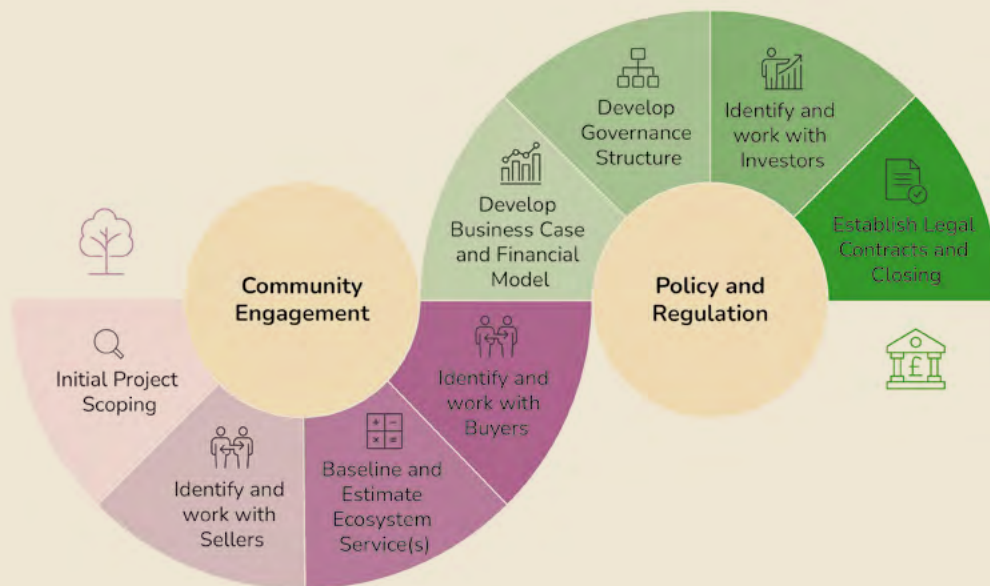 Initial Project
Scoping
Identify and
work with
Sellers
Baseline and
Estimate
Ecosystem
Service(s)
Identify and
work with
Buyers
Community
Engagement
Develop
Business Case
and Financial
Model
Develop
Governance
Structure
Identify and
work with
Investors
Establish Legal
Contracts and
Closing
Policy and
Regulation
£